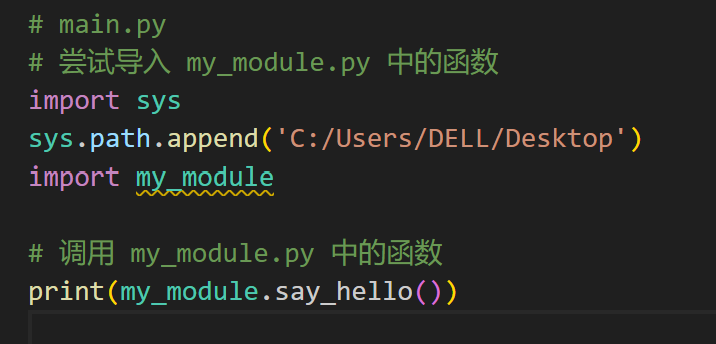 # main.py
# 尝试导入 my_module.py 中的函数
import sys
sys.path.append('C:/Users/DELL/Desktop')
import my_module
# 调用 my_module.py 中的函数
print(my_module.say_hello())